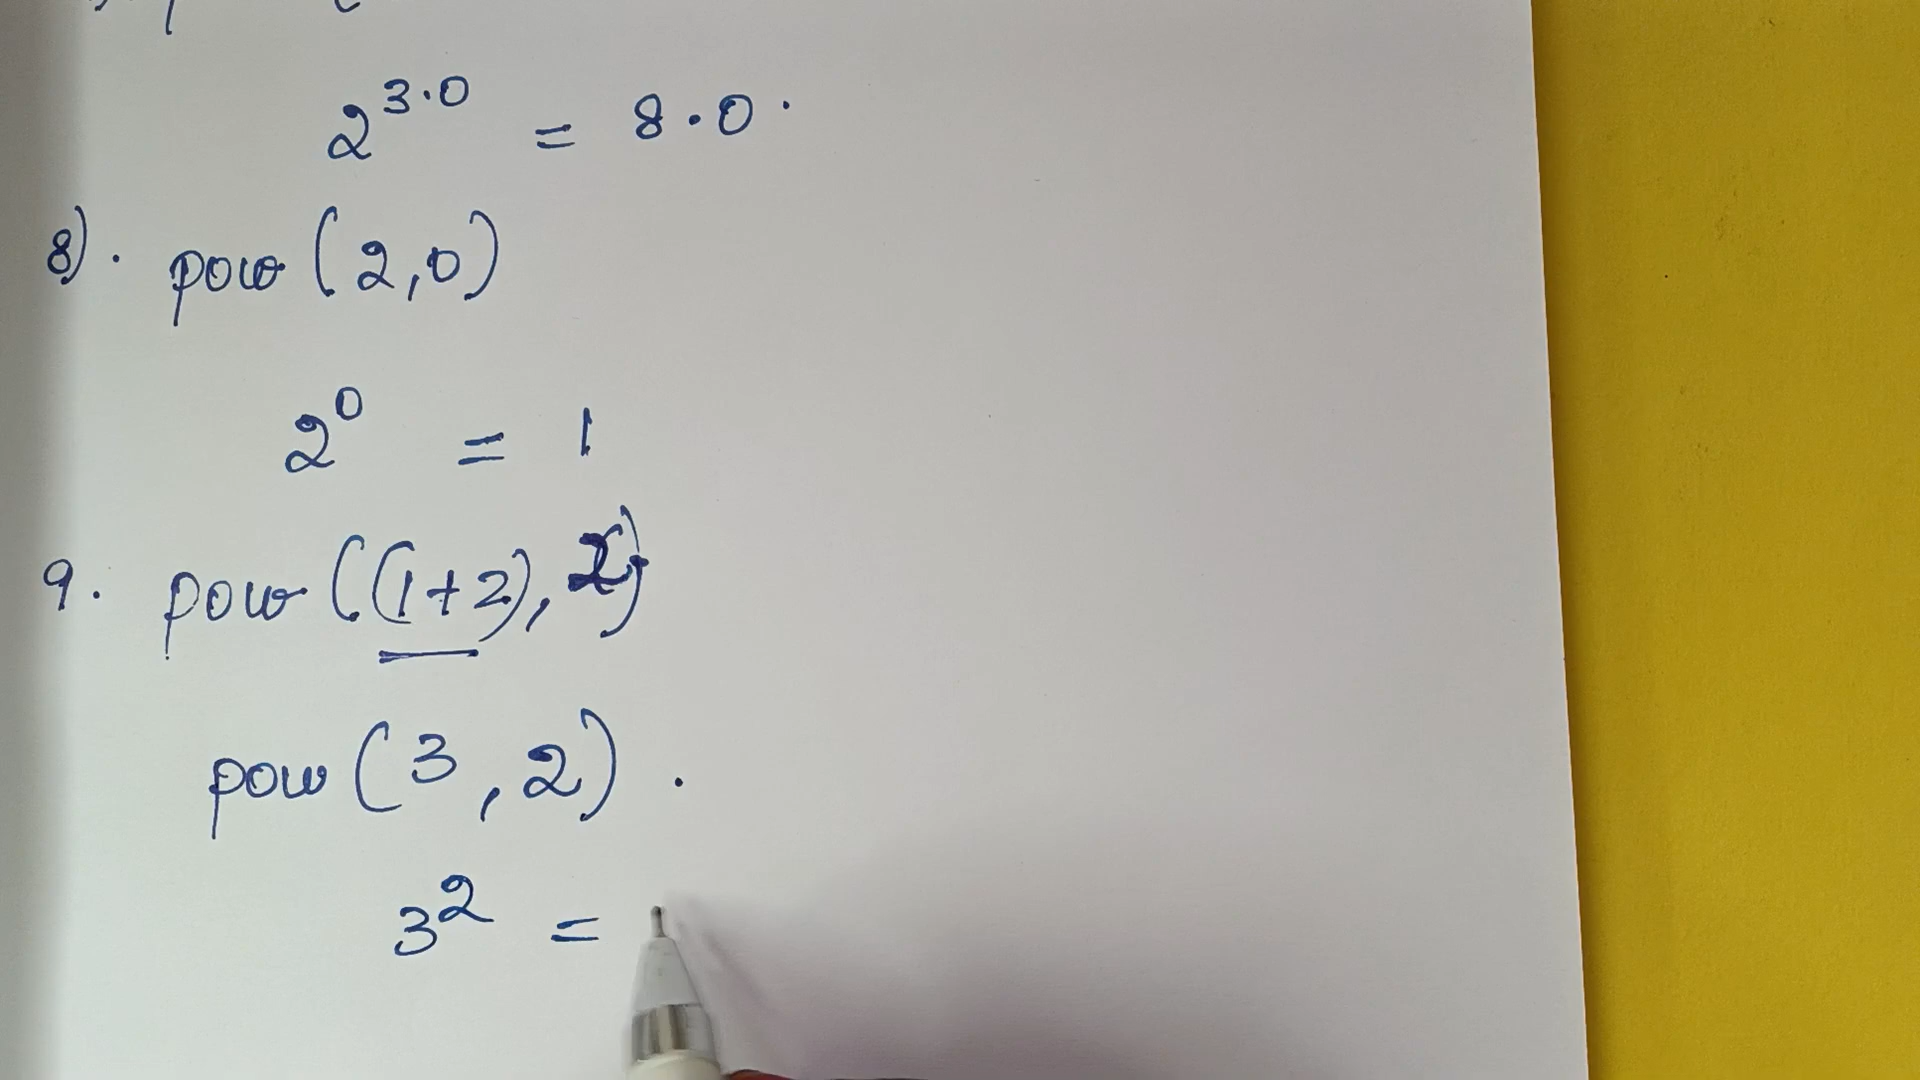 2^3.0 = 8.0.
8). pow (2,0)
2^0 = 1
9. pow ((1+2), 2)
pow (3,2).
3^2 =